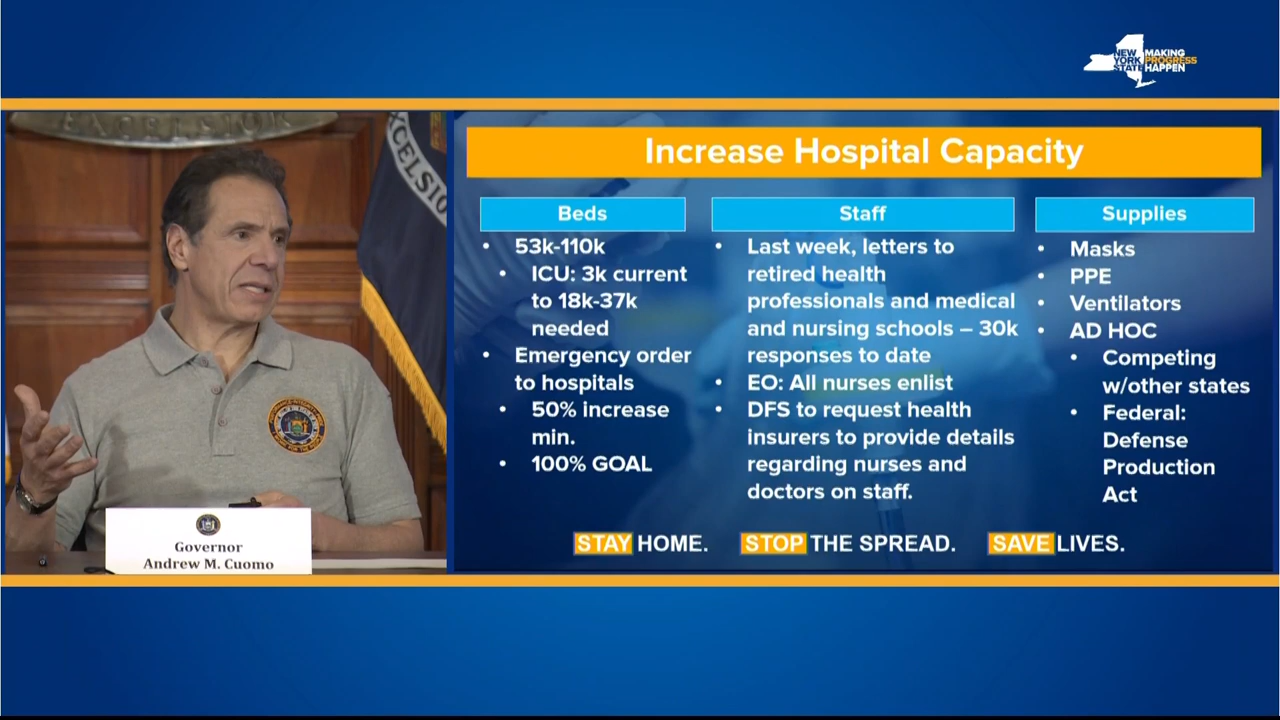 NEW
YORK
STATE
MAKING
PROGRESS
HAPPEN
EXCELSIOR
EXCELSIO
Increase Hospital Capacity
Beds
• 53k-110k
• ICU: 3k current
to 18k-37k
needed
• Emergency order
to hospitals
• 50% increase
min.
• 100% GOAL
Staff
• Last week, letters to
retired health
professionals and medical
and nursing schools – 30k
responses to date
• EO: All nurses enlist
• DFS to request health
insurers to provide details
regarding nurses and
doctors on staff.
Supplies
• Masks
• PPE
• Ventilators
• AD HOC
• Competing
w/other states
• Federal:
Defense
Production
Act
STAY HOME. STOP THE SPREAD. SAVE LIVES.
Governor
Andrew M. Cuomo